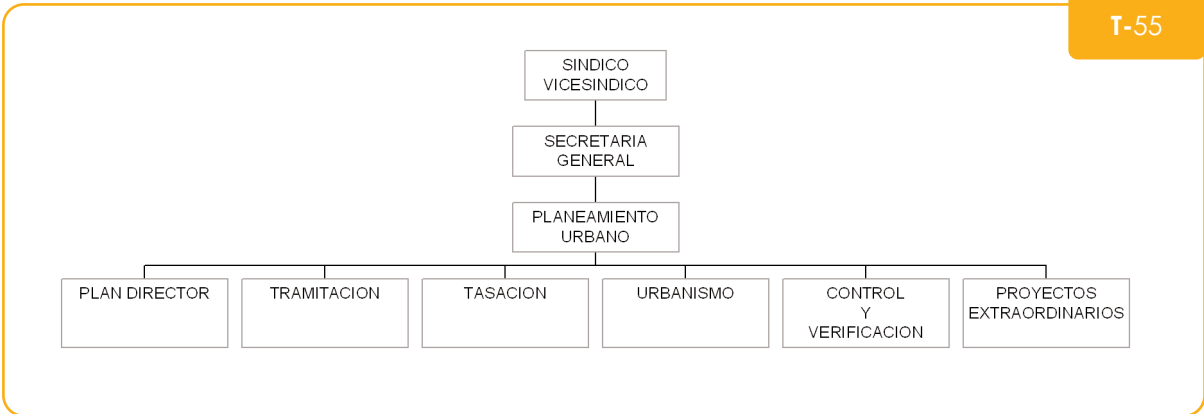 T-55
SINDICO
VICESINDICO
SECRETARIA
GENERAL
PLANEAMIENTO
URBANO
PLAN DIRECTOR
TRAMITACION
TASACION
URBANISMO
CONTROL
Y
VERIFICACION
PROYECTOS
EXTRAORDINARIOS